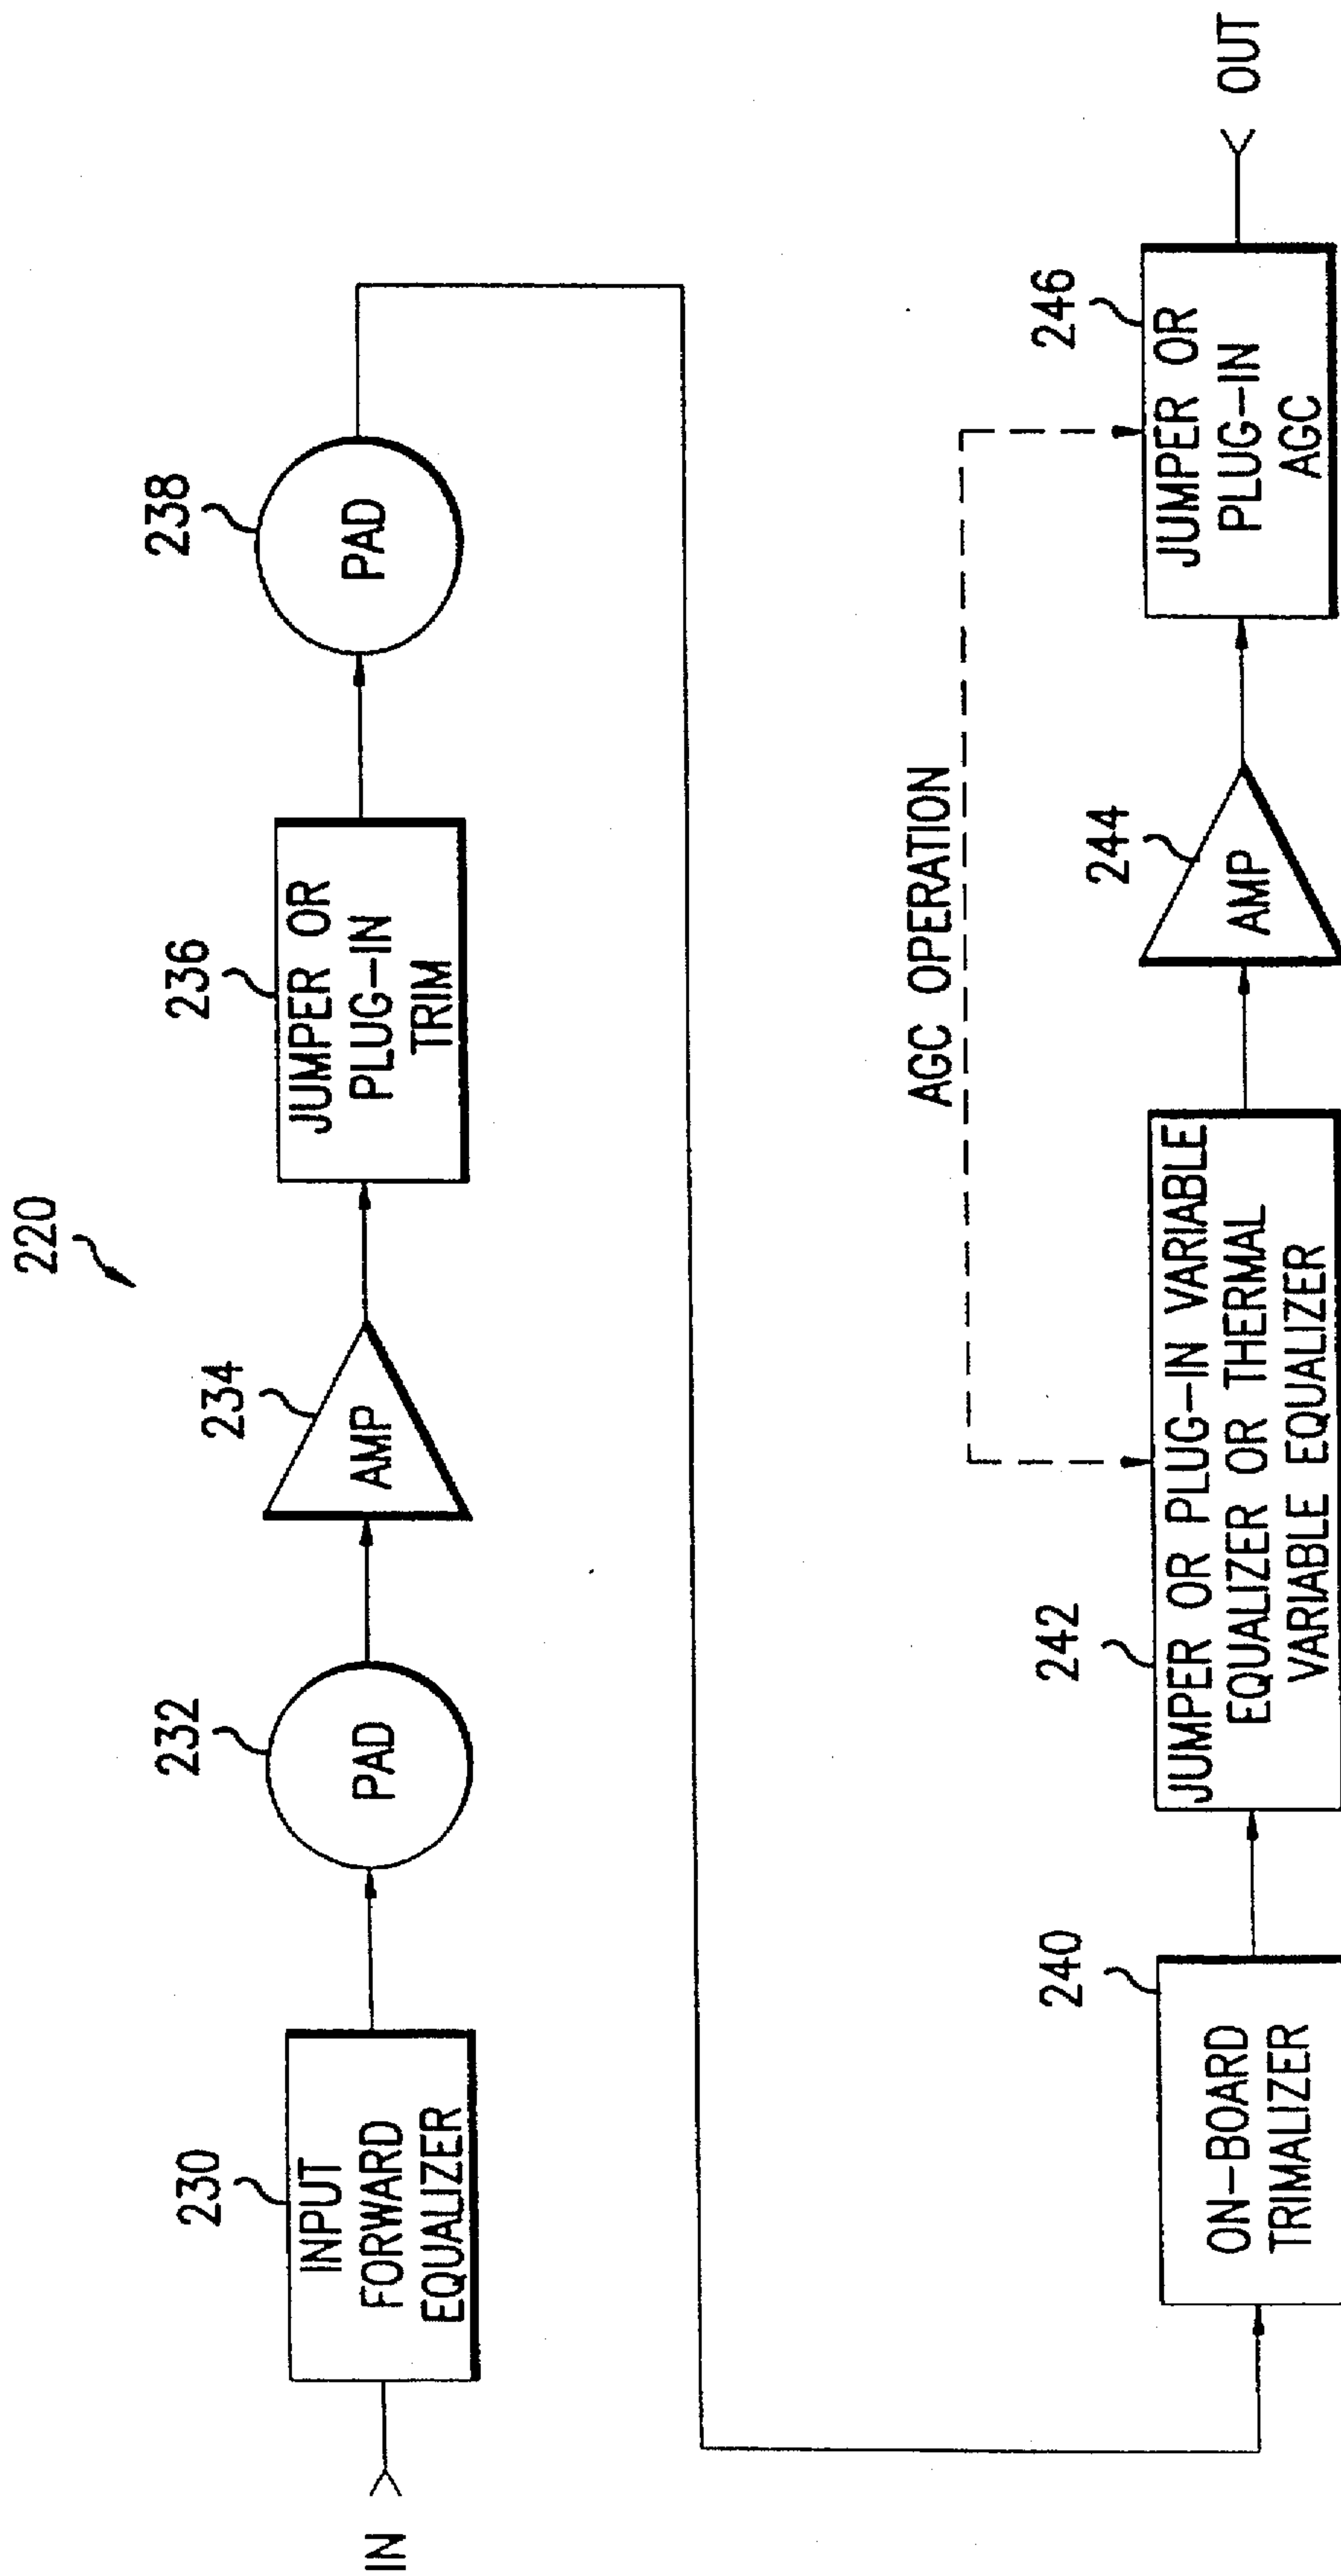 220
IN
230
INPUT
FORWARD
EQUALIZER
232
PAD
234
AMP
236
JUMPER OR
PLUG-IN
TRIM
238
PAD
240
ON-BOARD
TRIMALIZER
242
JUMPER OR PLUG-IN VARIABLE
EQUALIZER OR THERMAL
VARIABLE EQUALIZER
AGC OPERATION
244
AMP
246
JUMPER OR
PLUG-IN
AGC
OUT